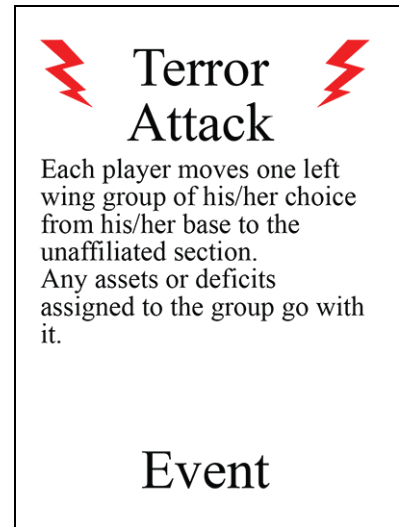 Terror
Attack
Each player moves one left
wing group of his/her choice
from his/her base to the
unaffiliated section.
Any assets or deficits
assigned to the group go with
it.
Event